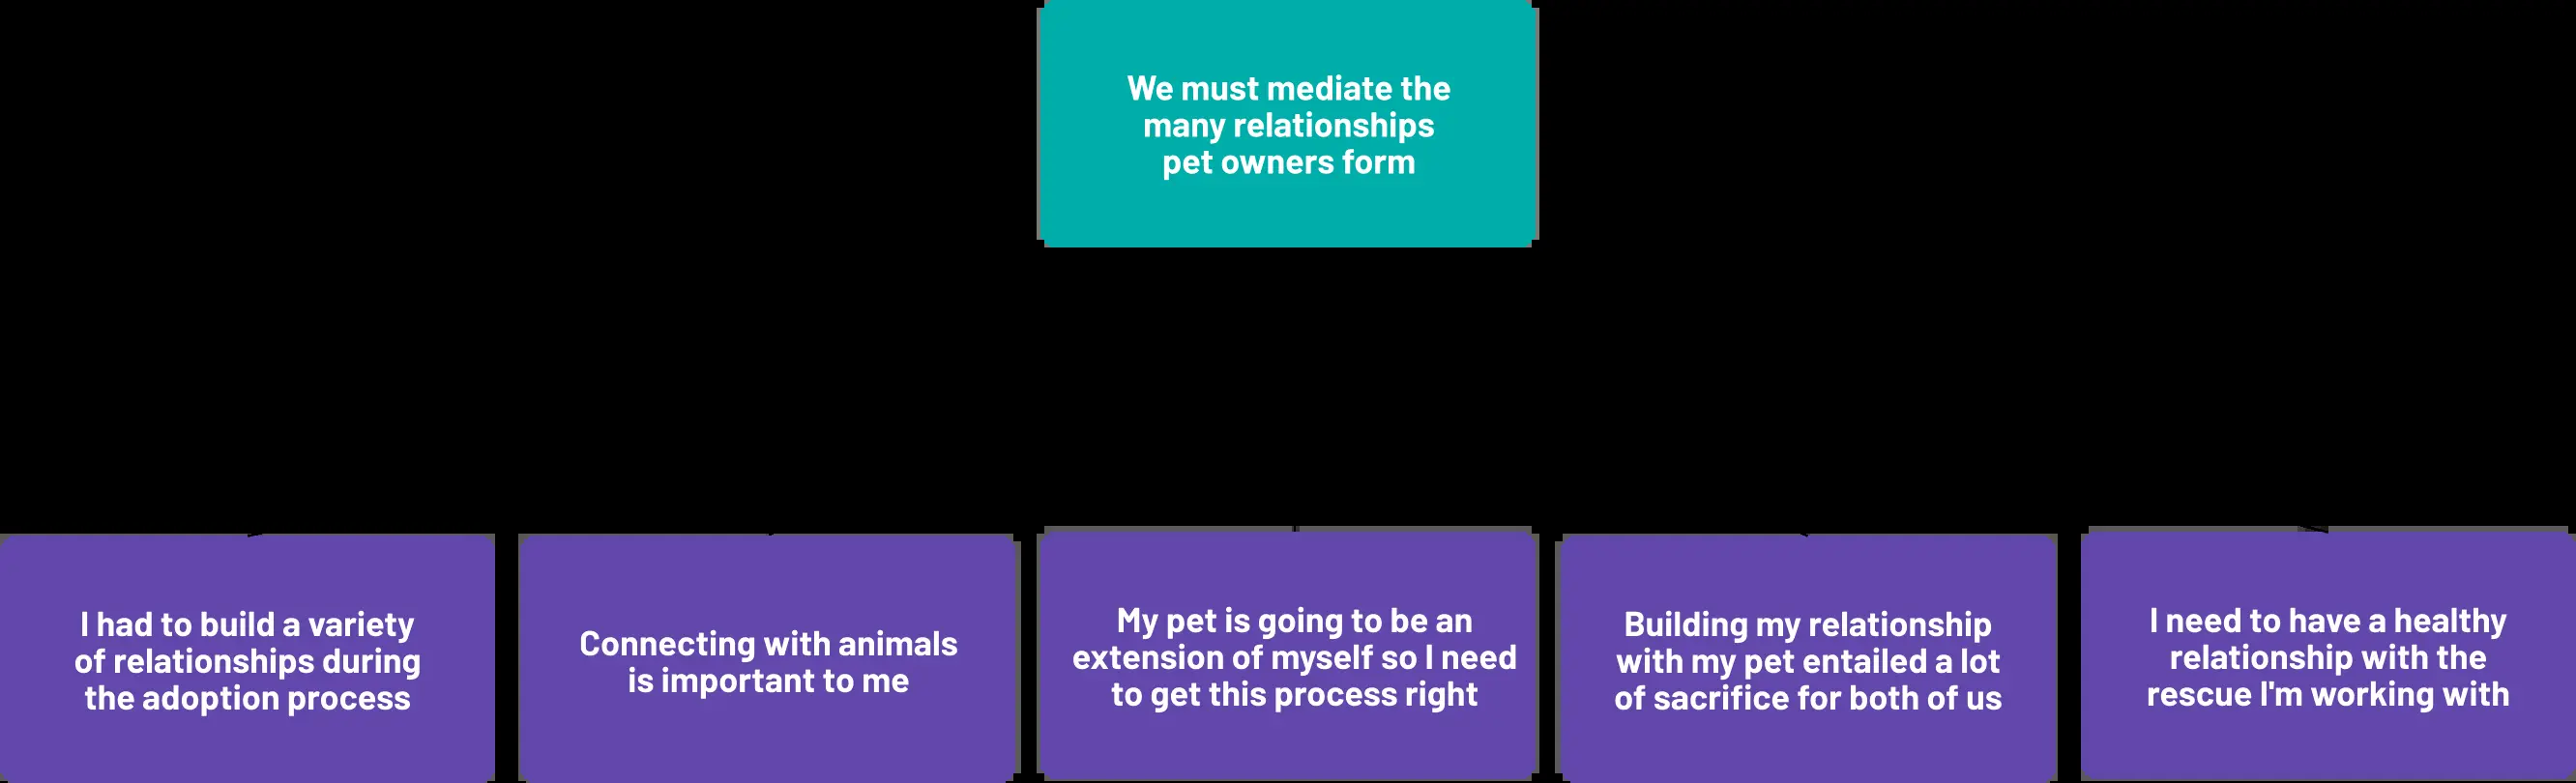 We must mediate the
many relationships
pet owners form
I had to build a variety
of relationships during
the adoption process
Connecting with animals
is important to me
My pet is going to be an
extension of myself so I need
to get this process right
Building my relationship
with my pet entailed a lot
of sacrifice for both of us
I need to have a healthy
relationship with the
rescue I'm working with